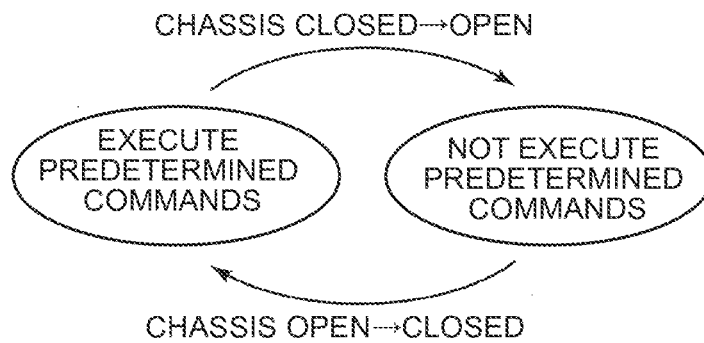 CHASSIS CLOSED→OPEN
EXECUTE
PREDETERMINED
COMMANDS
NOT EXECUTE
PREDETERMINED
COMMANDS
CHASSIS OPEN→CLOSED